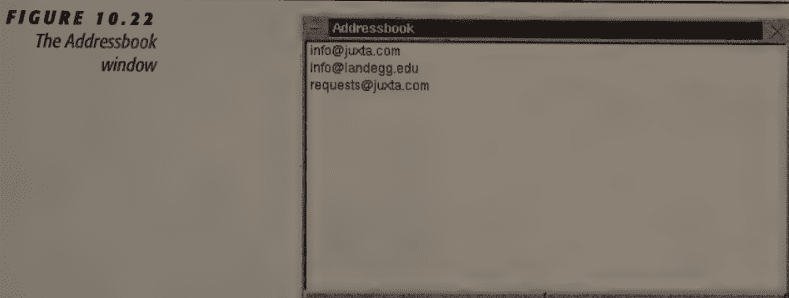 FIGURE 10.22
The Addressbook
window
Addressbook
info@juxta.com
info@landegg.edu
requests@juxta.com